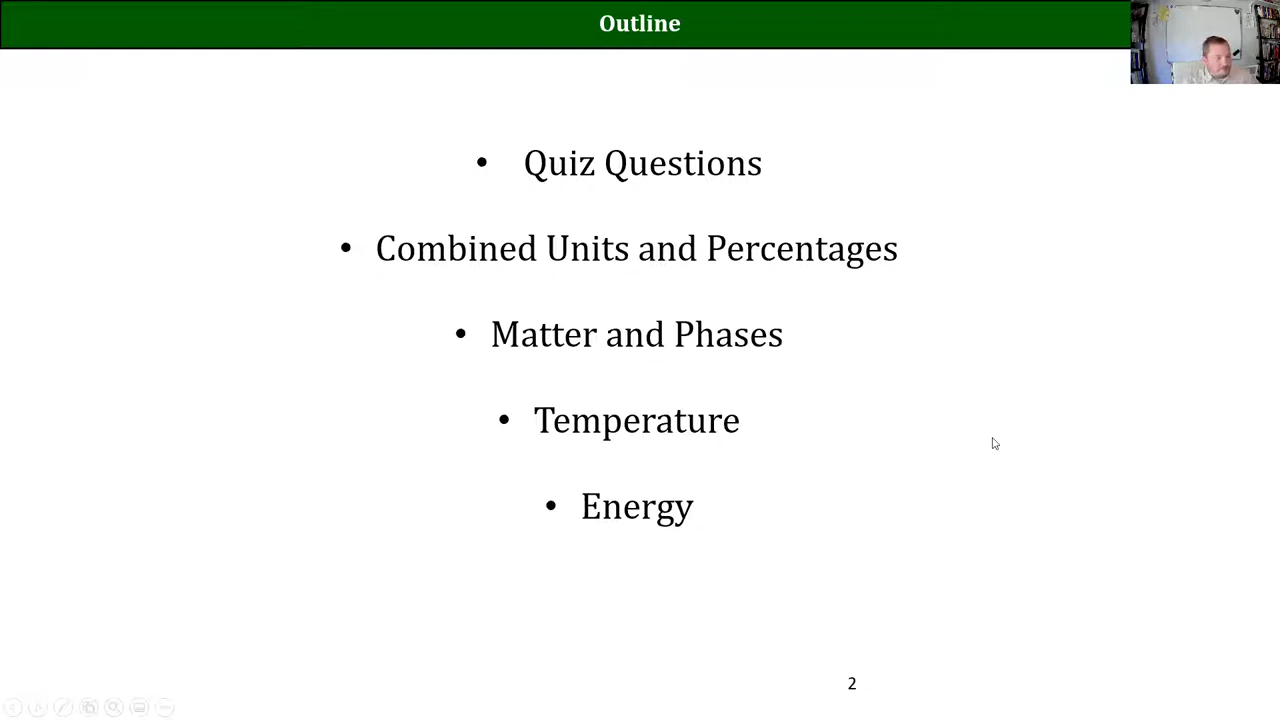 Outline
• Quiz Questions
• Combined Units and Percentages
• Matter and Phases
• Temperature
• Energy
2